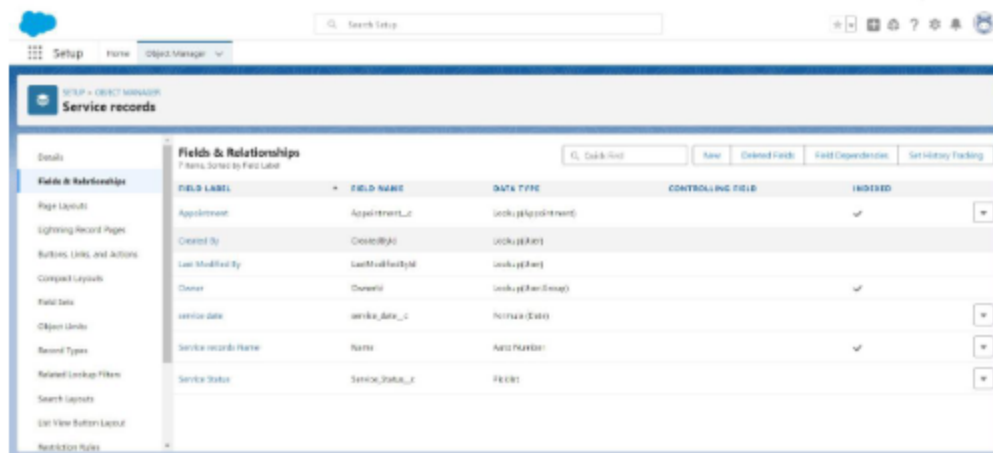 Search Setup
Setup Home Object Manager
SETUP > OBJECT MANAGER
Service records
Details
Fields & Relationships
Page Layouts
Lightning Record Pages
Buttons, Links, and Actions
Compact Layouts
Field Sets
Object Limits
Record Types
Related Lookup Filters
Search Layouts
List View Button Layout
Restriction Rules
Fields & Relationships
7 Items, Sorted by Field Label
Quick Find
New Deleted Fields Field Dependencies Set History Tracking
FIELD LABEL FIELD NAME DATA TYPE CONTROLLING FIELD INDEXED
Appointment Appointment__c Lookup(Appointment)
Created By CreatedById Lookup(User)
Last Modified By LastModifiedById Lookup(User)
Owner OwnerId Lookup(User,Group)
service date service_date__c Formula (Date)
Service records Name Name Auto Number
Service Status Service_Status__c Picklist